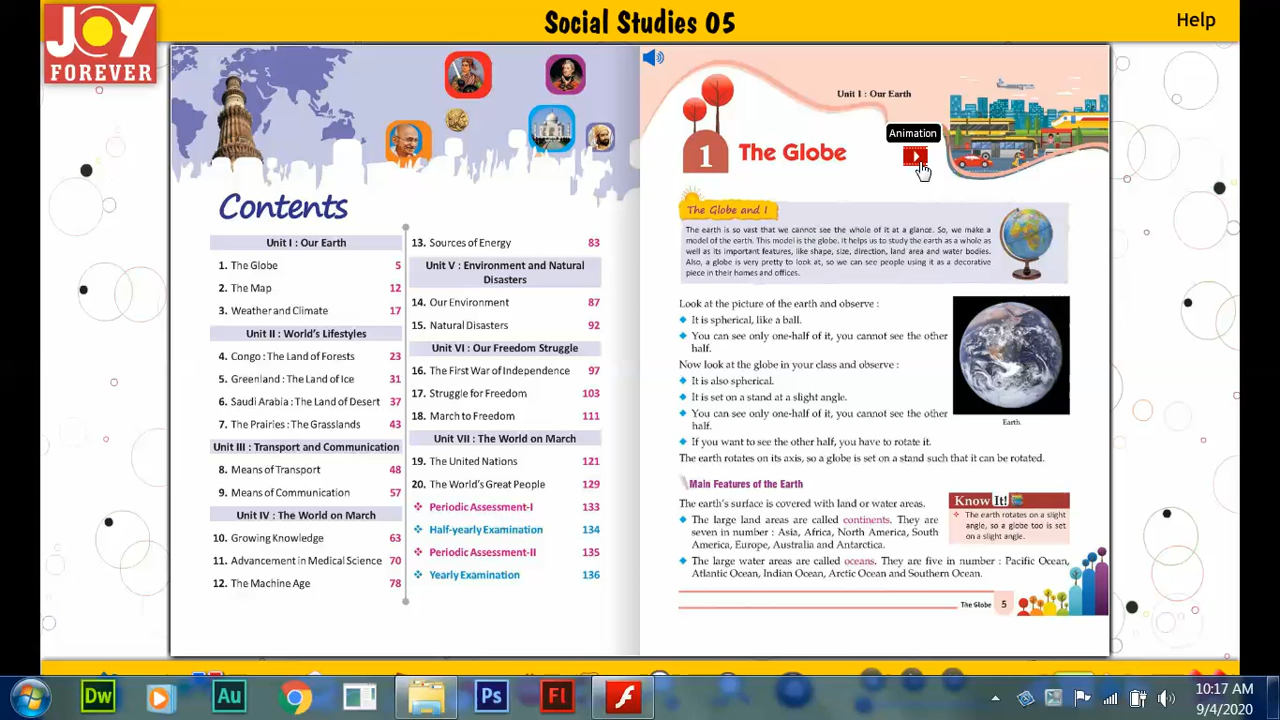 Social Studies 05
Help
JOY
FOREVER
Contents
Unit I : Our Earth
1. The Globe 5
2. The Map 12
3. Weather and Climate 17
Unit II : World's Lifestyles
4. Congo : The Land of Forests 23
5. Greenland : The Land of Ice 31
6. Saudi Arabia : The Land of Desert 37
7. The Prairies : The Grasslands 43
Unit III : Transport and Communication
8. Means of Transport 48
9. Means of Communication 57
Unit IV : The World on March
10. Growing Knowledge 63
11. Advancement in Medical Science 70
12. The Machine Age 78
13. Sources of Energy 83
Unit V : Environment and Natural
Disasters
14. Our Environment 87
15. Natural Disasters 92
Unit VI : Our Freedom Struggle
16. The First War of Independence 97
17. Struggle for Freedom 103
18. March to Freedom 111
Unit VII : The World on March
19. The United Nations 121
20. The World's Great People 129
Periodic Assessment-I 133
Half-yearly Examination 134
Periodic Assessment-II 135
Yearly Examination 136
Unit I : Our Earth
Animation
1 The Globe
The Globe and I
The earth is so vast that we cannot see the whole of it at a glance. So, we make a
model of the earth. This model is the globe. It helps us to study the earth as a whole as
well as its important features, like shape, size, direction, land area and water bodies.
Also, a globe is very pretty to look at, so we can see people using it as a decorative
piece in their homes and offices.
Look at the picture of the earth and observe :
It is spherical, like a ball.
You can see only one-half of it, you cannot see the other
half.
Now look at the globe in your class and observe :
It is also spherical.
It is set on a stand at a slight angle.
You can see only one-half of it, you cannot see the other
half.
If you want to see the other half, you have to rotate it.
Earth.
The earth rotates on its axis, so a globe is set on a stand such that it can be rotated.
Main Features of the Earth
The earth's surface is covered with land or water areas.
The large land areas are called continents. They are
seven in number : Asia, Africa, North America, South
America, Europe, Australia and Antarctica.
Know It!
The earth rotates on a slight
angle, so a globe too is set
on a slight angle.
The large water areas are called oceans. They are five in number : Pacific Ocean,
Atlantic Ocean, Indian Ocean, Arctic Ocean and Southern Ocean.
The Globe 5
Dw
Au
Ps
Fl
10:17 AM
9/4/2020